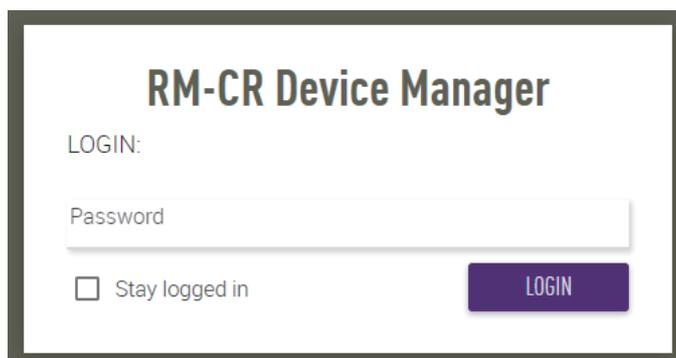 RM-CR Device Manager
LOGIN:
Password
Stay logged in
LOGIN